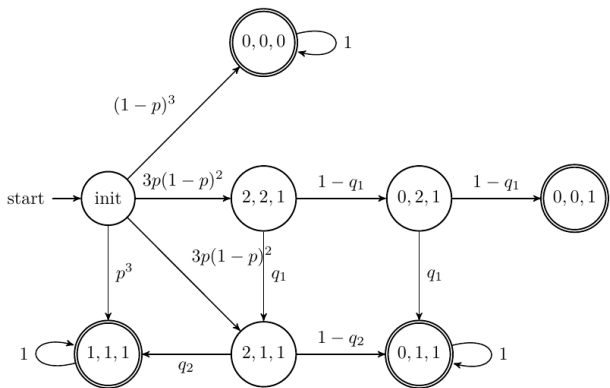 0, 0, 0
1
(1 − p)³
start
init
3p(1 − p)²
2, 2, 1
1 − q₁
0, 2, 1
1 − q₁
0, 0, 1
p³
3p(1 − p)²
q₁
q₁
1
1, 1, 1
q₂
2, 1, 1
1 − q₂
0, 1, 1
1